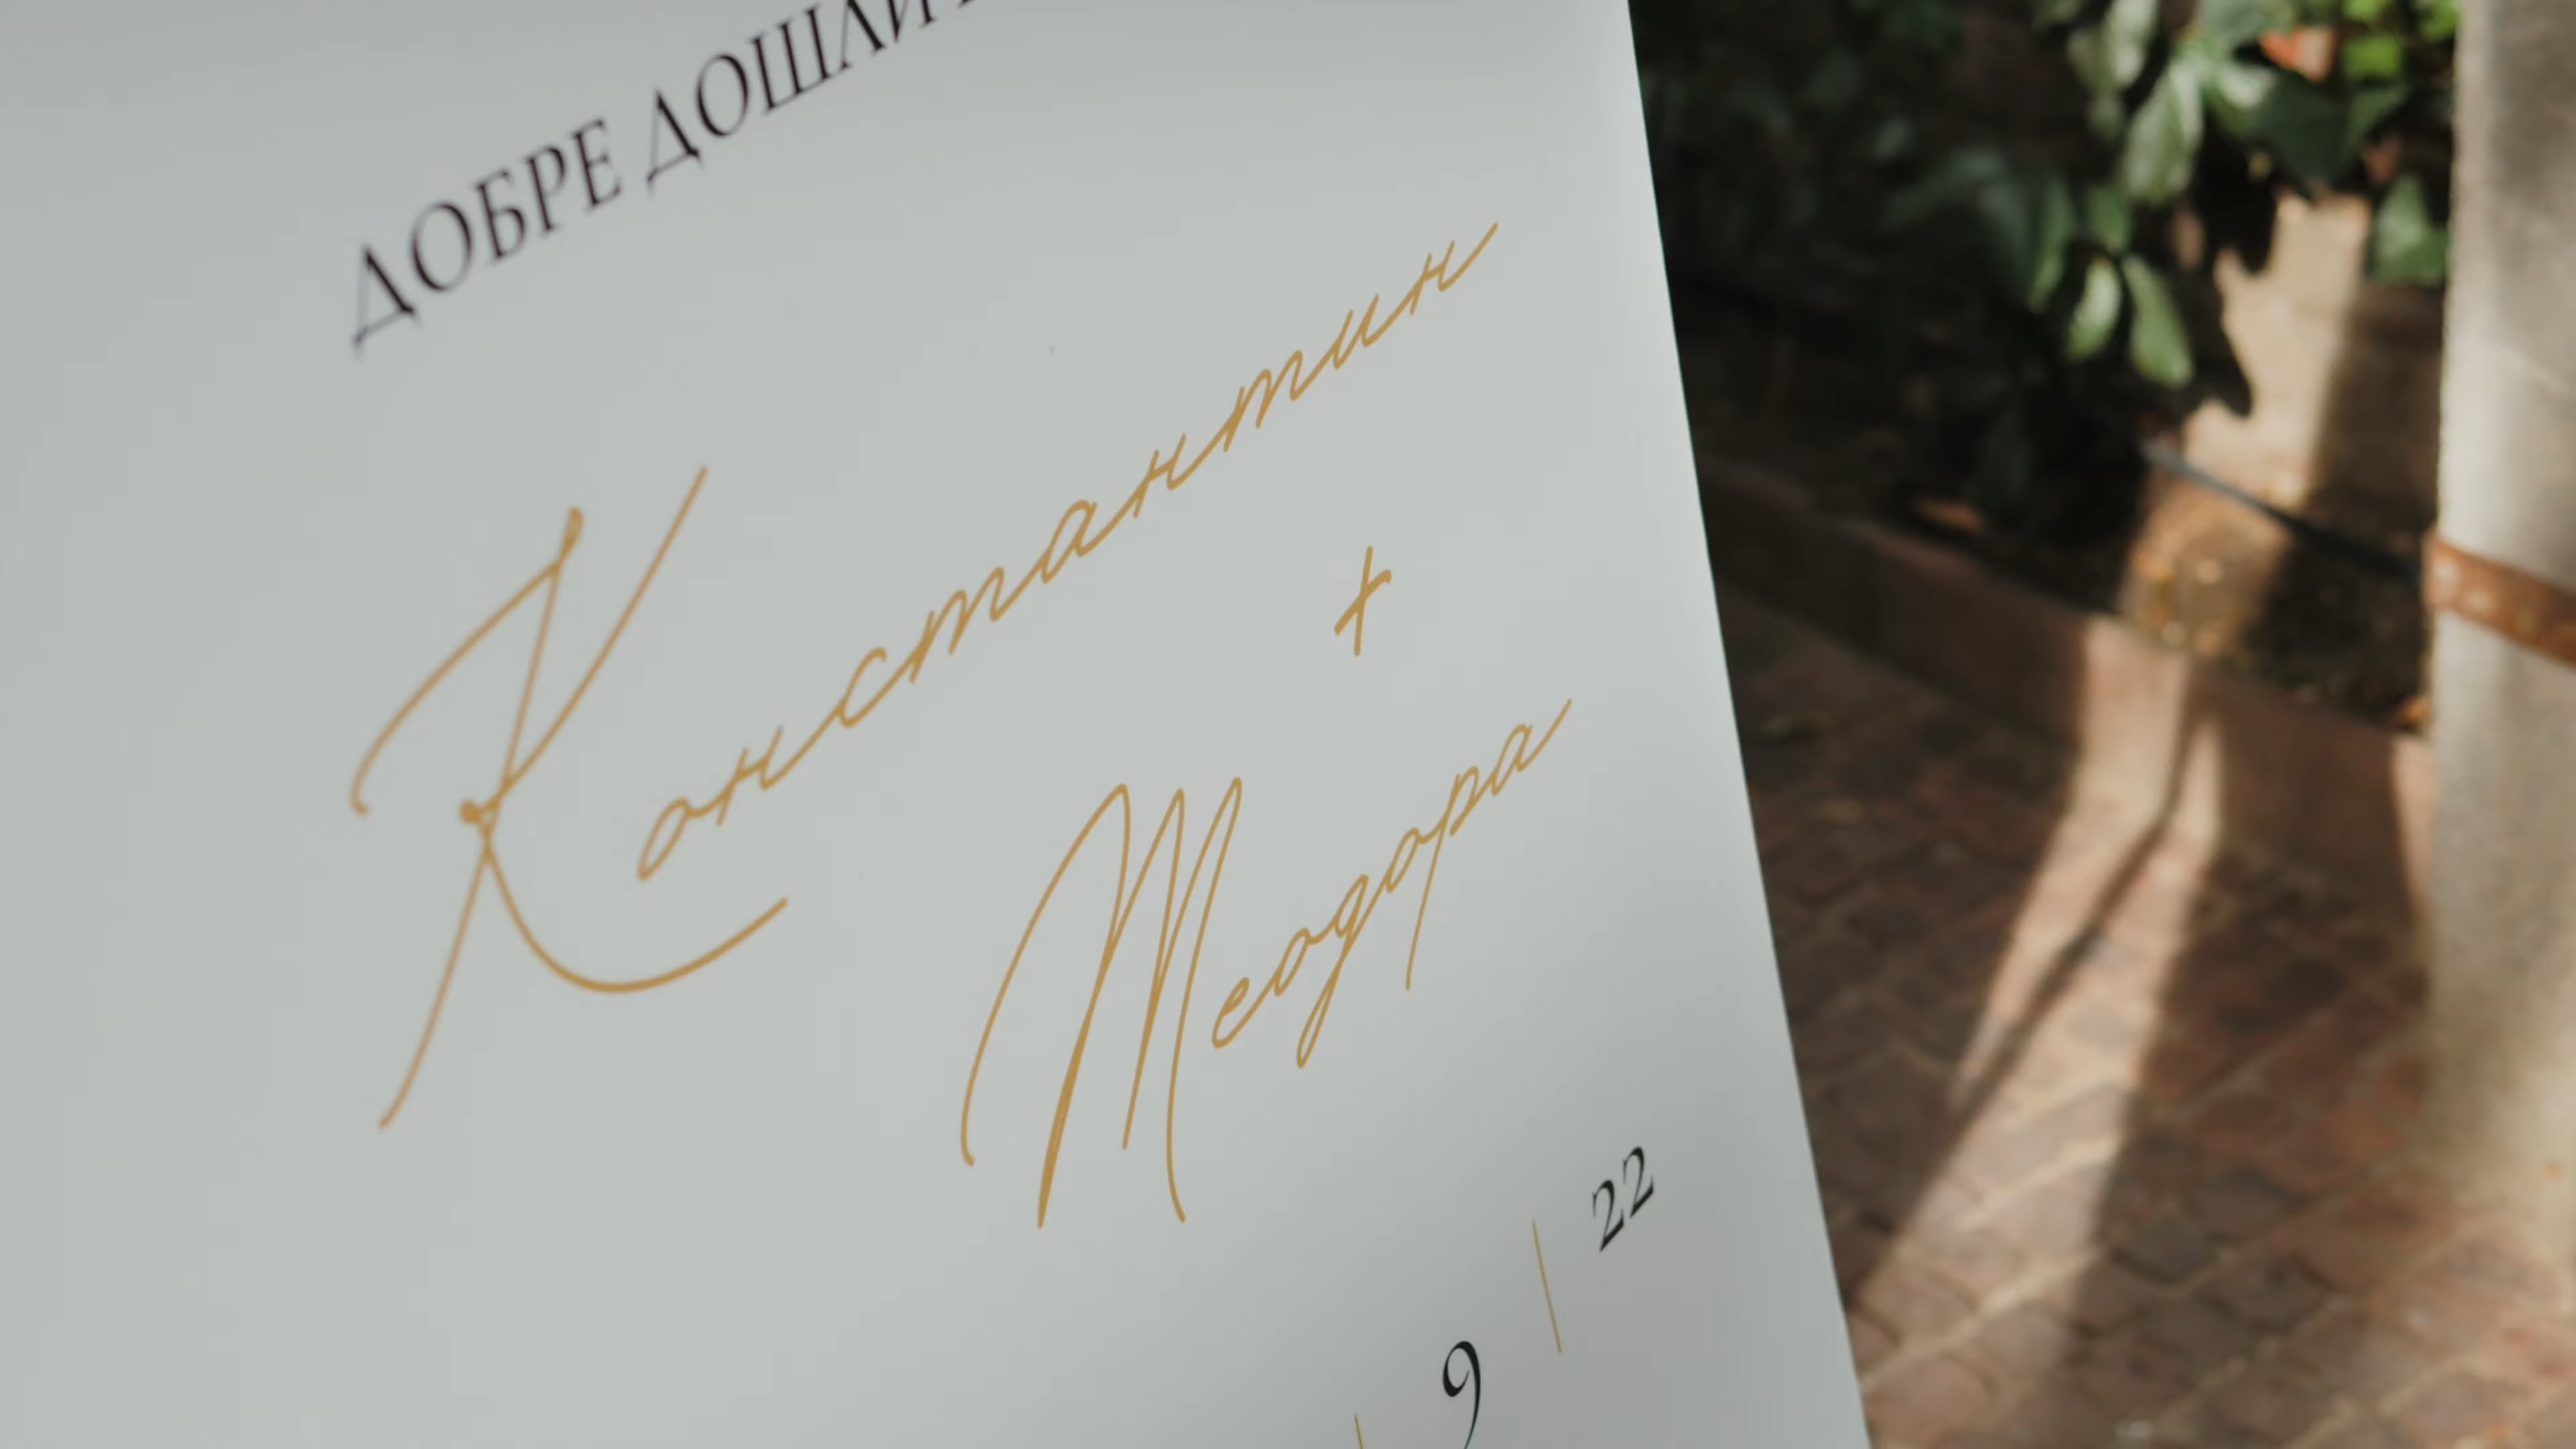 ДОБРЕ ДОШЛИ
Константин
+
Теодора
| 9 | 22